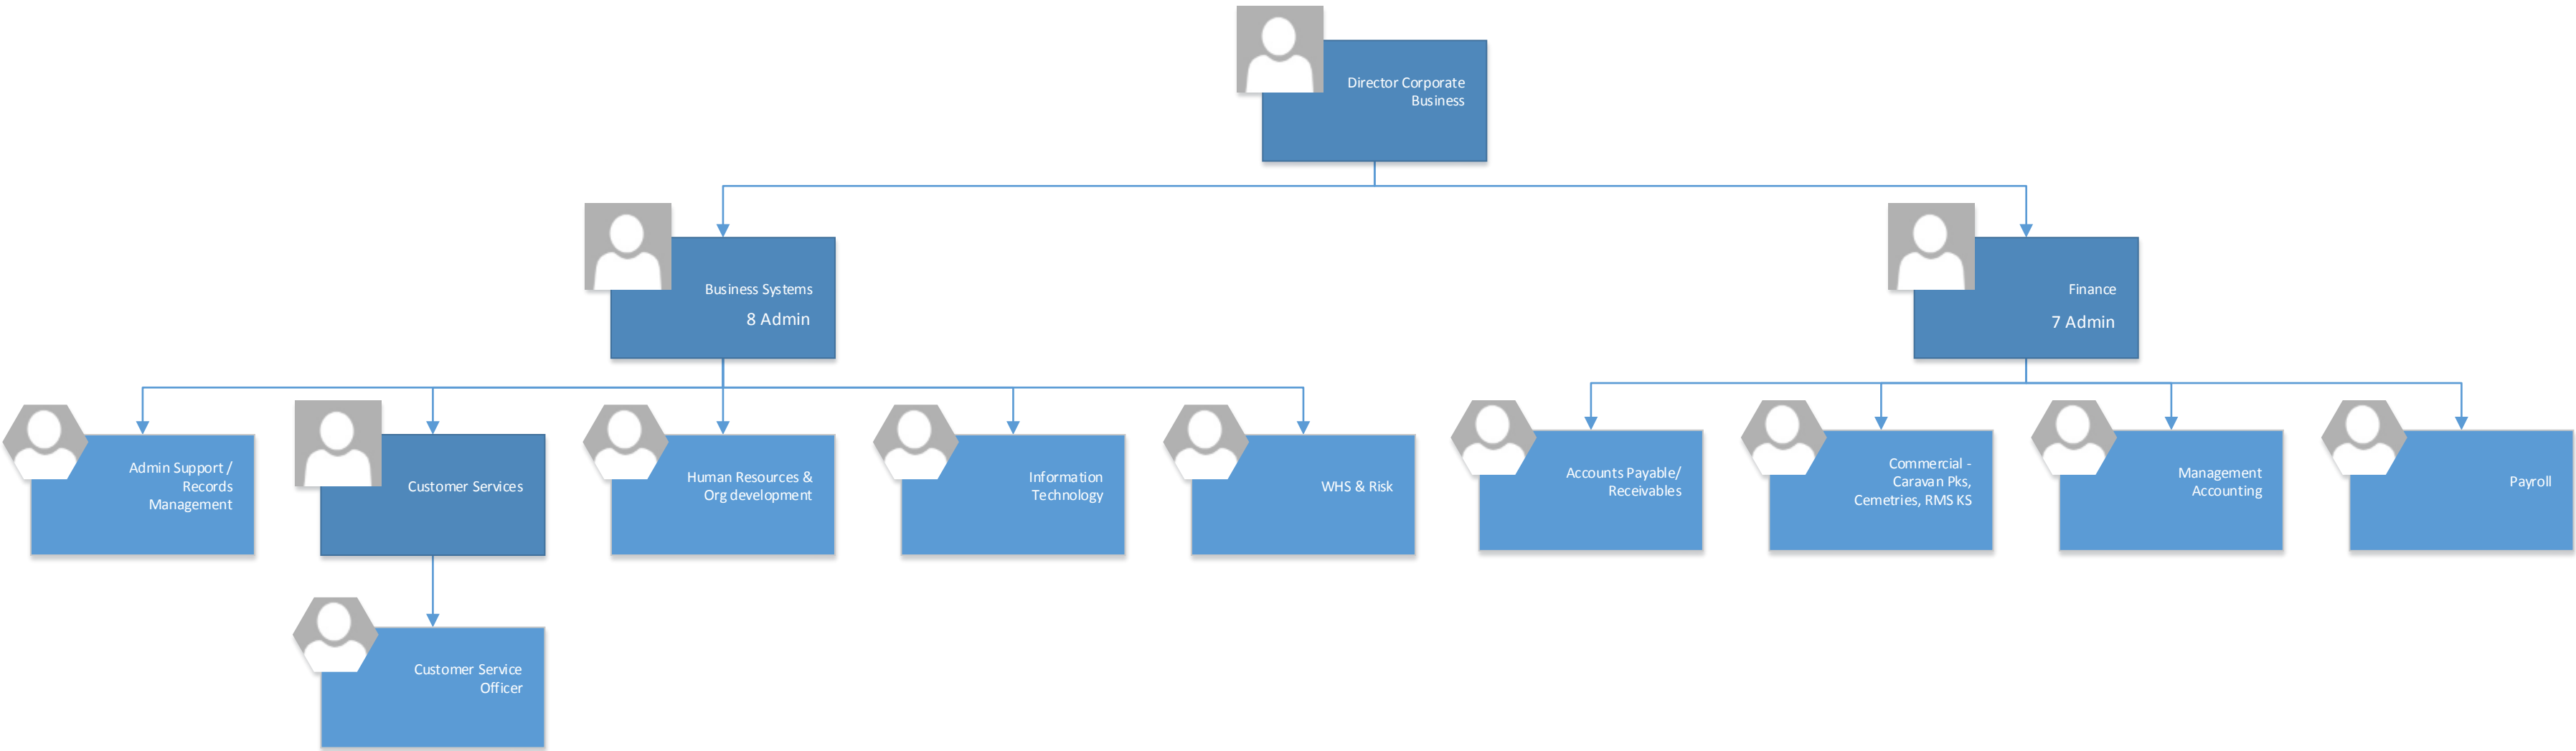 Director Corporate
Business
Business Systems
8 Admin
Finance
7 Admin
Admin Support /
Records
Management
Customer Services
Human Resources &
Org development
Information
Technology
WHS & Risk
Accounts Payable/
Receivables
Commercial -
Caravan Pks,
Cemetries, RMS KS
Management
Accounting
Payroll
Customer Service
Officer